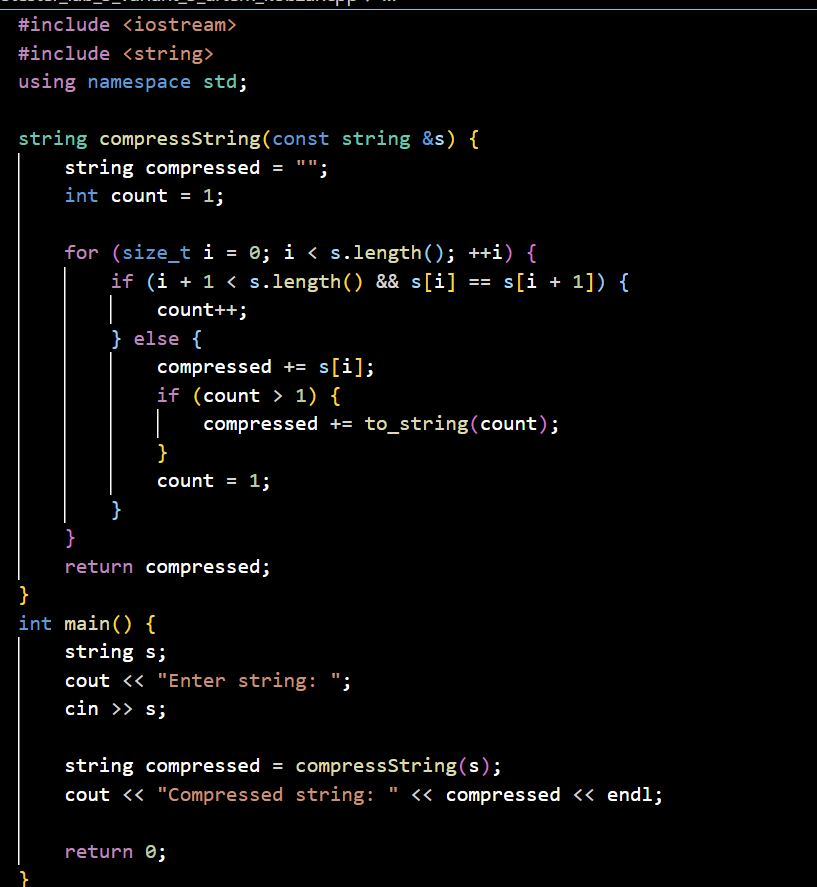 #include <iostream>
#include <string>
using namespace std;

string compressString(const string &s) {
    string compressed = "";
    int count = 1;

    for (size_t i = 0; i < s.length(); ++i) {
        if (i + 1 < s.length() && s[i] == s[i + 1]) {
            count++;
        } else {
            compressed += s[i];
            if (count > 1) {
                compressed += to_string(count);
            }
            count = 1;
        }
    }
    return compressed;
}
int main() {
    string s;
    cout << "Enter string: ";
    cin >> s;

    string compressed = compressString(s);
    cout << "Compressed string: " << compressed << endl;

    return 0;
}